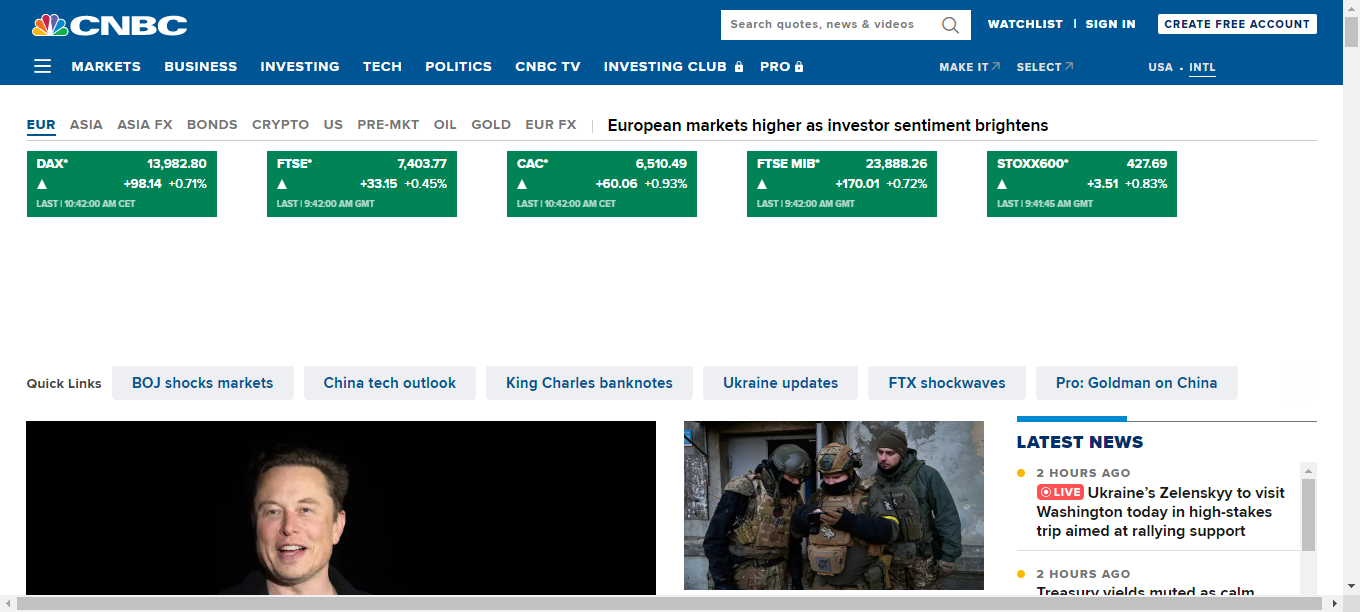 CNBC
Search quotes, news & videos
WATCHLIST | SIGN IN
CREATE FREE ACCOUNT
MARKETS BUSINESS INVESTING TECH POLITICS CNBC TV INVESTING CLUB PRO
MAKE IT SELECT
USA • INTL
EUR ASIA ASIA FX BONDS CRYPTO US PRE-MKT OIL GOLD EUR FX
European markets higher as investor sentiment brightens
DAX* 13,982.80
+98.14 +0.71%
LAST | 10:42:00 AM CET
FTSE* 7,403.77
+33.15 +0.45%
LAST | 9:42:00 AM GMT
CAC* 6,510.49
+60.06 +0.93%
LAST | 10:42:00 AM CET
FTSE MIB* 23,888.26
+170.01 +0.72%
LAST | 9:42:00 AM GMT
STOXX600* 427.69
+3.51 +0.83%
LAST | 9:41:45 AM GMT
Quick Links
BOJ shocks markets
China tech outlook
King Charles banknotes
Ukraine updates
FTX shockwaves
Pro: Goldman on China
LATEST NEWS
2 HOURS AGO
LIVE Ukraine’s Zelenskyy to visit
Washington today in high-stakes
trip aimed at rallying support
2 HOURS AGO
Treasury yields muted as calm